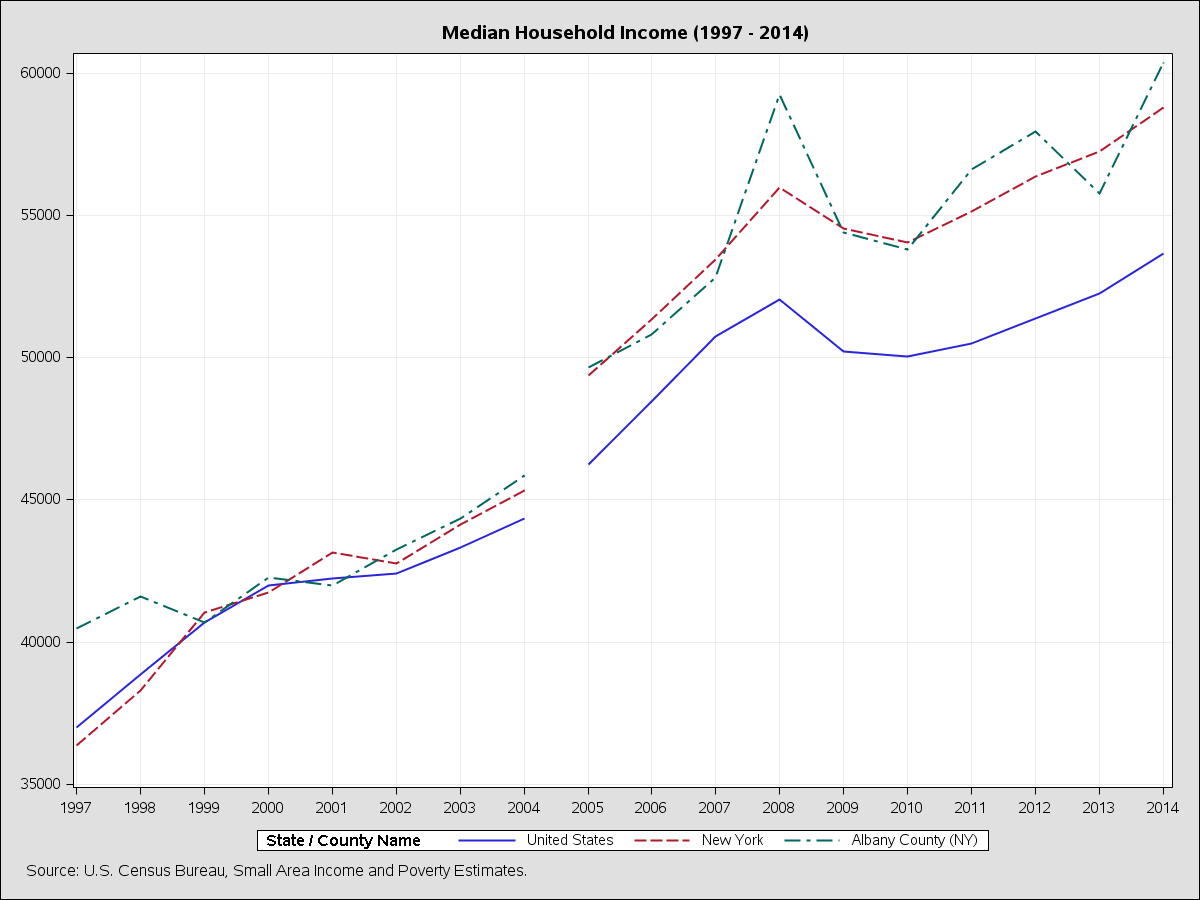 Median Household Income (1997 - 2014)
60000
55000
50000
45000
40000
35000
1997 1998 1999 2000 2001 2002 2003 2004 2005 2006 2007 2008 2009 2010 2011 2012 2013 2014
State / County Name United States New York Albany County (NY)
Source: U.S. Census Bureau, Small Area Income and Poverty Estimates.